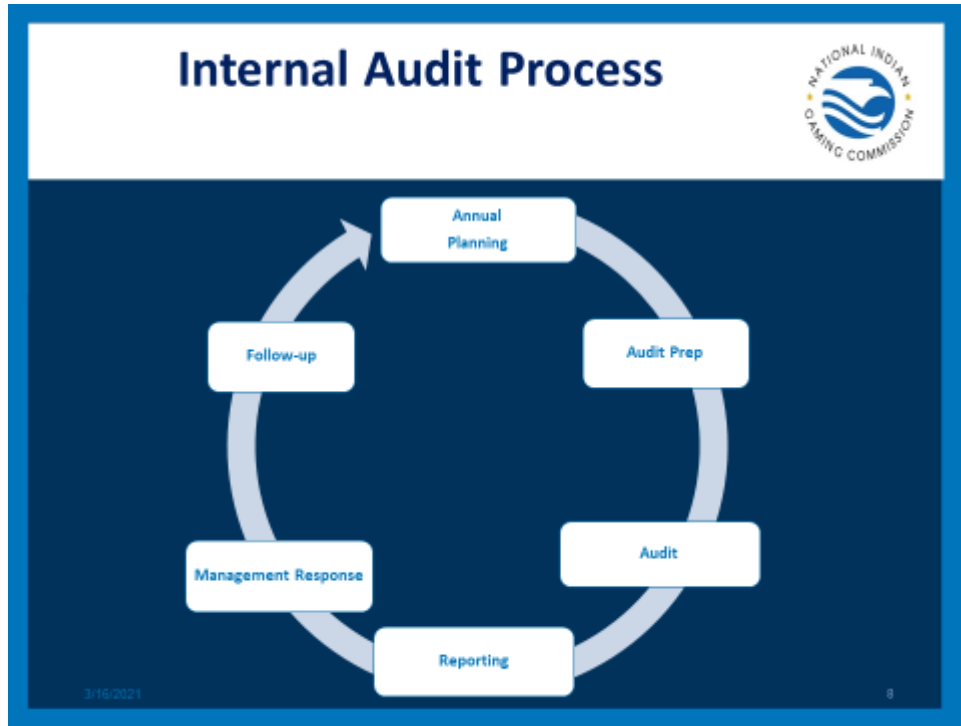 Internal Audit Process
NATIONAL INDIAN
GAMING COMMISSION
Annual
Planning
Audit Prep
Audit
Reporting
Management Response
Follow-up
3/16/2021
8